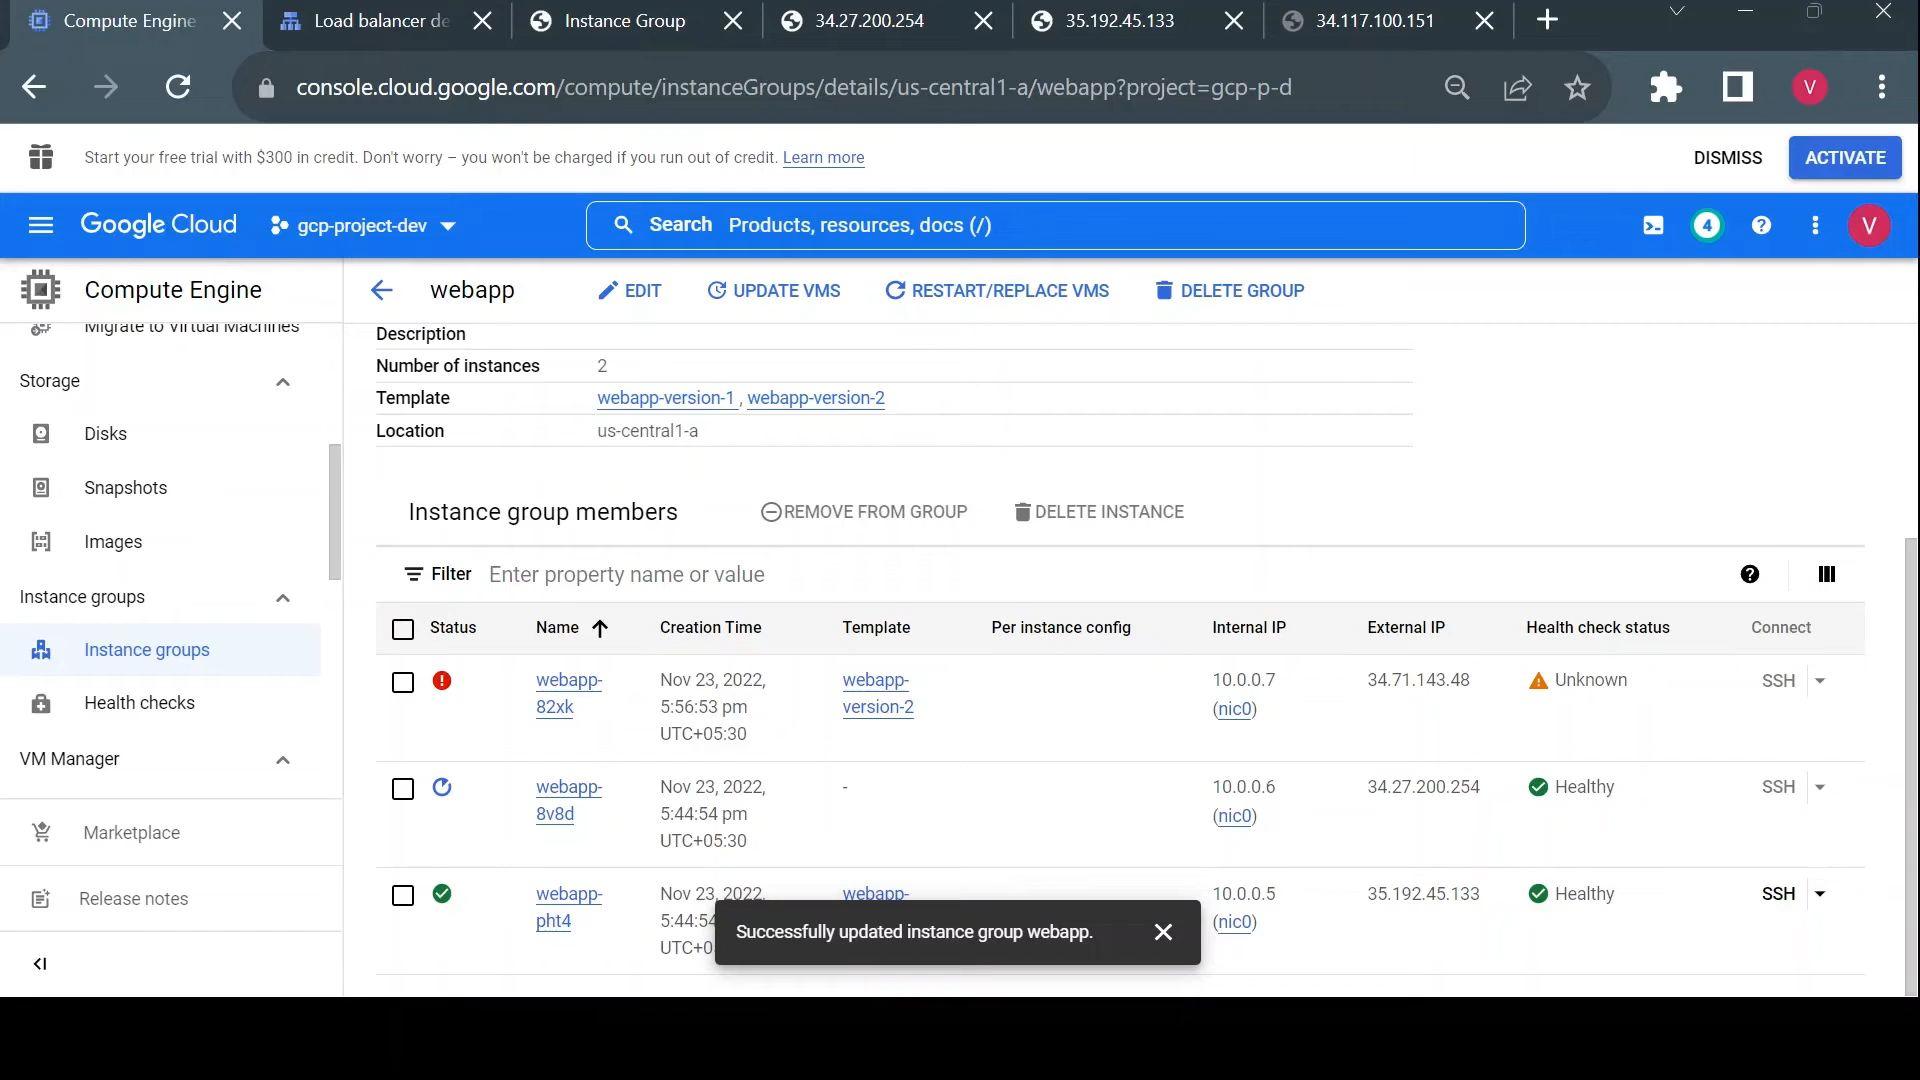 Compute Engine
Load balancer de
Instance Group
34.27.200.254
35.192.45.133
34.117.100.151
console.cloud.google.com/compute/instanceGroups/details/us-central1-a/webapp?project=gcp-p-d
V
Start your free trial with $300 in credit. Don't worry – you won't be charged if you run out of credit. Learn more
DISMISS
ACTIVATE
Google Cloud
gcp-project-dev
Search Products, resources, docs (/)
4
V
Compute Engine
webapp
EDIT
UPDATE VMS
RESTART/REPLACE VMS
DELETE GROUP
Migrate to Virtual Machines
Storage
Disks
Snapshots
Images
Instance groups
Instance groups
Health checks
VM Manager
Marketplace
Release notes
Description
Number of instances 2
Template webapp-version-1 , webapp-version-2
Location us-central1-a
Instance group members
REMOVE FROM GROUP
DELETE INSTANCE
Filter Enter property name or value
Status Name Creation Time Template Per instance config Internal IP External IP Health check status Connect
webapp- Nov 23, 2022, webapp- 10.0.0.7 34.71.143.48 Unknown SSH
82xk 5:56:53 pm version-2 (nic0)
UTC+05:30
webapp- Nov 23, 2022, - 10.0.0.6 34.27.200.254 Healthy SSH
8v8d 5:44:54 pm (nic0)
UTC+05:30
webapp- Nov 23, 2022, webapp- 10.0.0.5 35.192.45.133 Healthy SSH
pht4 5:44:54 (nic0)
UTC+0
Successfully updated instance group webapp.